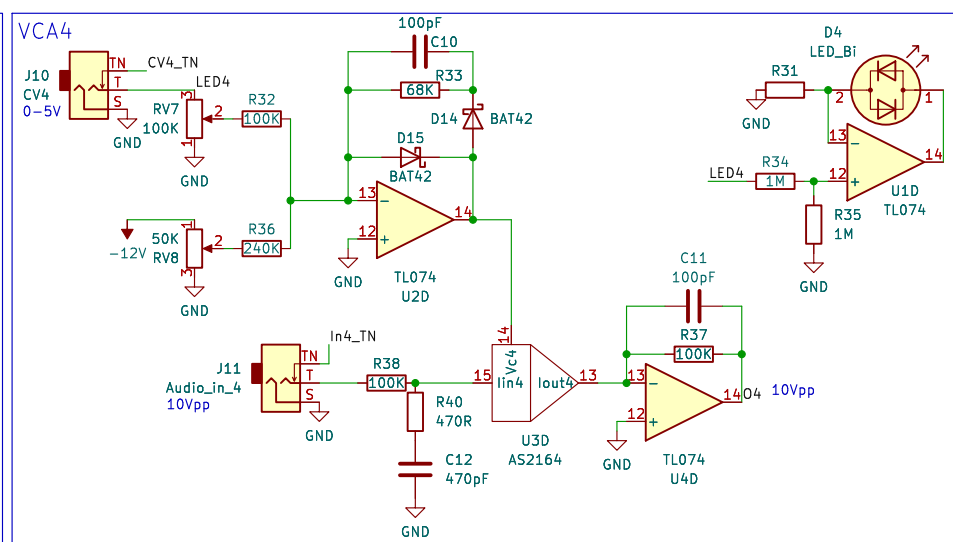 VCA4
J10
CV4
0-5V
TN
T
S
CV4_TN
LED4
GND
RV7
100K
3
2
1
GND
R32
100K
100pF
C10
R33
68K
D14
BAT42
D15
BAT42
-12V
50K
RV8
1
2
3
GND
R36
240K
13
12
14
-
+
GND
TL074
U2D
D4
LED_Bi
R31
GND
2
1
13
12
14
-
+
U1D
TL074
LED4
R34
1M
R35
1M
GND
J11
Audio_in_4
10Vpp
TN
T
S
In4_TN
GND
R38
100K
R40
470R
C12
470pF
GND
14
Vc4
15
Iin4
Iout4
13
U3D
AS2164
C11
100pF
R37
100K
13
12
14
-
+
GND
TL074
U4D
O4
10Vpp